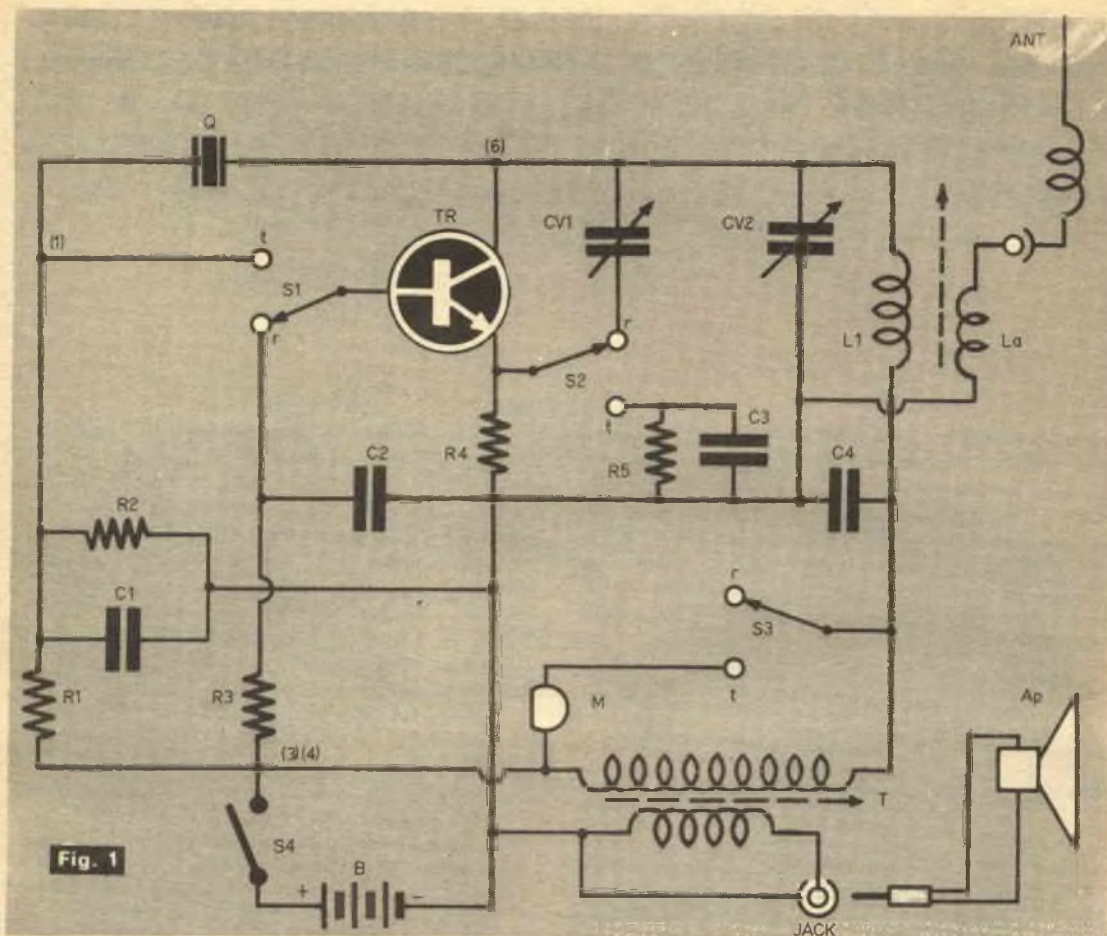 ANT
Q
(6)
TR
CV1
CV2
(1)
t
S1
r
r
S2
L1
La
t
C3
R4
C2
R5
C4
R2
r
C1
S3
t
R1
R3
M
Ap
(3)(4)
T
S4
Fig. 1
B
+
-
JACK